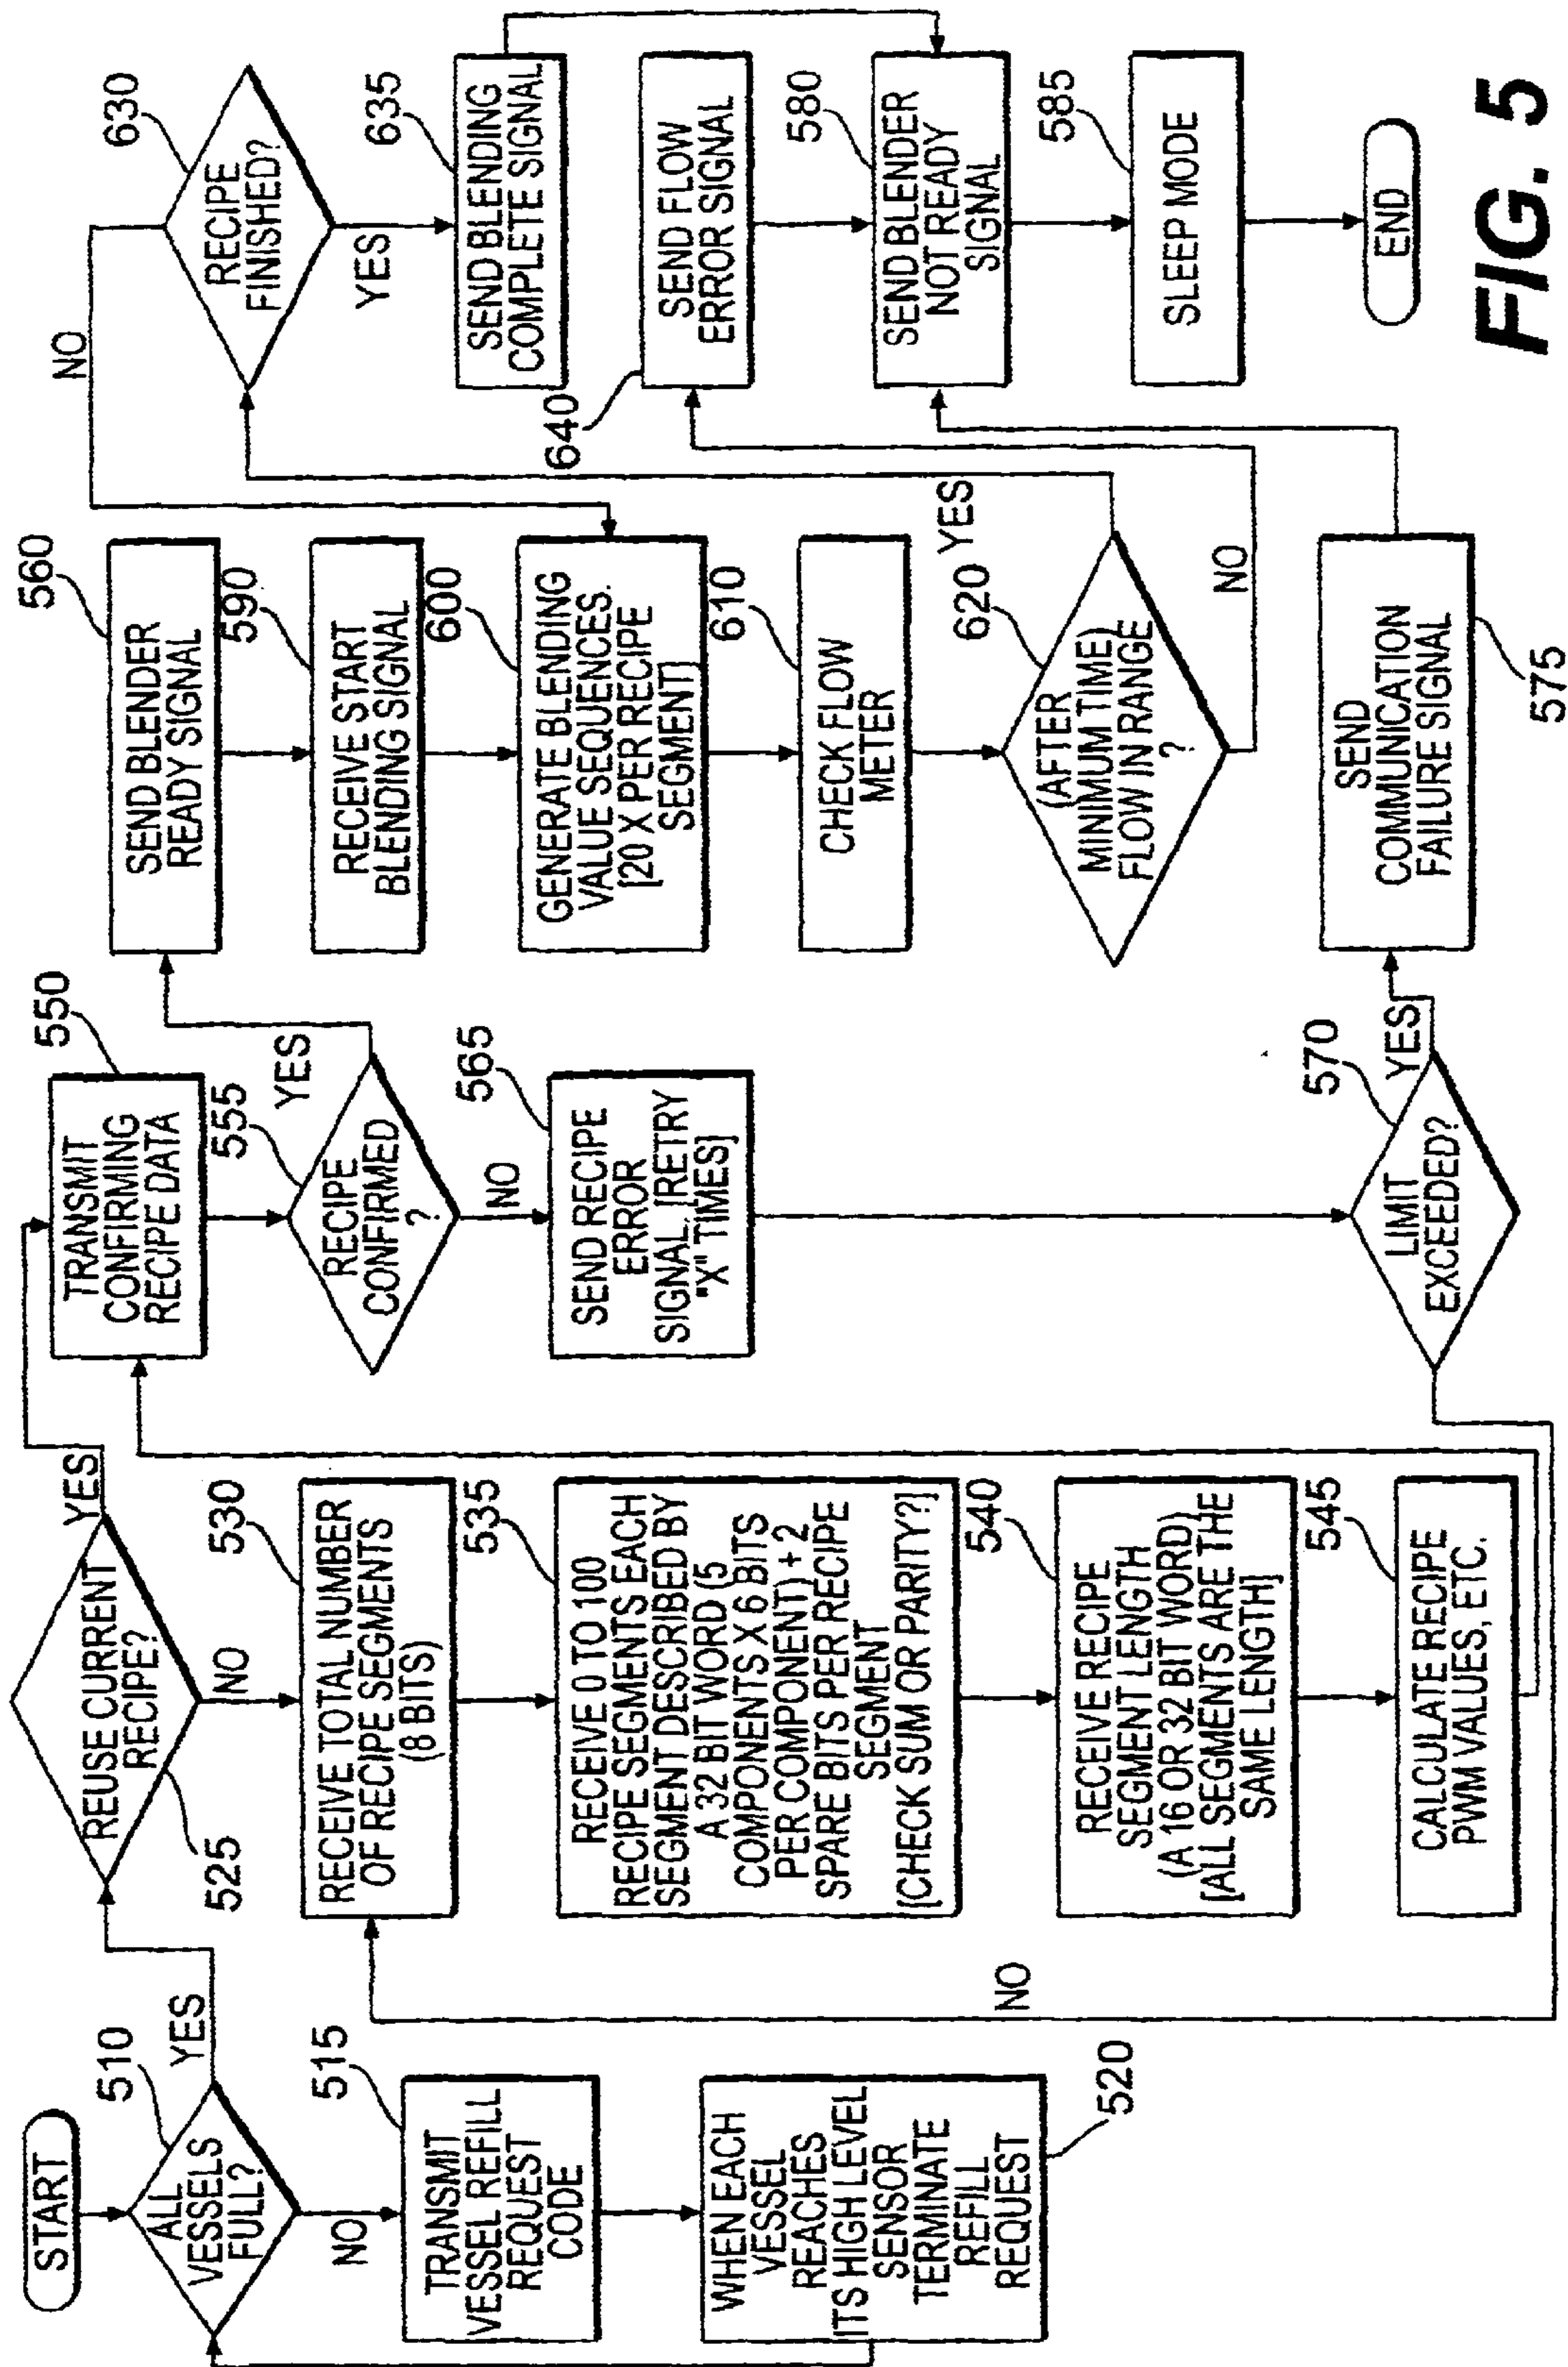 START
510
ALL
VESSELS
FULL?
YES
NO
515
TRANSMIT
VESSEL REFILL
REQUEST
CODE
WHEN EACH
VESSEL
REACHES
ITS HIGH LEVEL
SENSOR
TERMINATE
REFILL
REQUEST
520
REUSE CURRENT
RECIPE?
YES
525
NO
530
RECEIVE TOTAL NUMBER
OF RECIPE SEGMENTS
(8 BITS)
535
RECEIVE 0 TO 100
RECIPE SEGMENTS EACH
SEGMENT DESCRIBED BY
A 32 BIT WORD (5
COMPONENTS X 6 BITS
PER COMPONENT) + 2
SPARE BITS PER RECIPE
SEGMENT
[CHECK SUM OR PARITY?]
540
RECEIVE RECIPE
SEGMENT LENGTH
(A 16 OR 32 BIT WORD)
[ALL SEGMENTS ARE THE
SAME LENGTH]
545
CALCULATE RECIPE
PWM VALUES, ETC.
NO
550
TRANSMIT
CONFIRMING
RECIPE DATA
555
RECIPE
CONFIRMED
?
YES
NO
565
SEND RECIPE
ERROR
SIGNAL. [RETRY
"X" TIMES]
570
LIMIT
EXCEEDED?
YES
560
SEND BLENDER
READY SIGNAL
590
RECEIVE START
BLENDING SIGNAL
600
GENERATE BLENDING
VALUE SEQUENCES.
[20 X PER RECIPE
SEGMENT]
610
CHECK FLOW
METER
620
(AFTER
MINIMUM TIME)
FLOW IN RANGE
?
YES
NO
SEND
COMMUNICATION
FAILURE SIGNAL
575
NO
630
RECIPE
FINISHED?
YES
635
SEND BLENDING
COMPLETE SIGNAL
640
SEND FLOW
ERROR SIGNAL
580
SEND BLENDER
NOT READY
SIGNAL
585
SLEEP MODE
END
FIG. 5